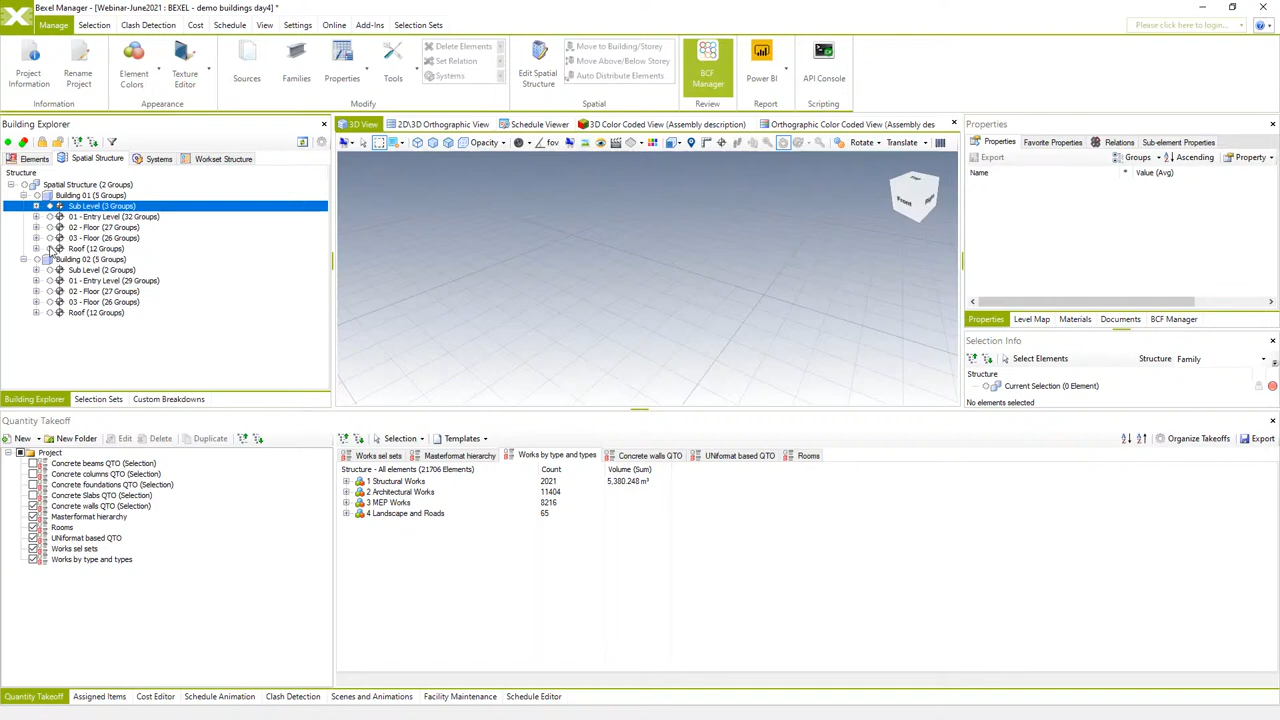 Bexel Manager - [Webinar-June2021 : BEXEL - demo buildings day4] *
Manage Selection Clash Detection Cost Schedule View Settings Online Add-Ins Selection Sets
Please click here to login...
Project Information
Rename Project
Information
Element Colors
Texture Editor
Appearance
Sources
Families
Properties
Tools
Delete Elements
Set Relation
Systems
Modify
Edit Spatial Structure
Move to Building/Storey
Move Above/Below Storey
Auto Distribute Elements
Spatial
BCF Manager
Review
Power BI
Report
API Console
Scripting
Building Explorer
Elements Spatial Structure Systems Workset Structure
Structure
Spatial Structure (2 Groups)
Building 01 (5 Groups)
Sub Level (3 Groups)
01 - Entry Level (32 Groups)
02 - Floor (27 Groups)
03 - Floor (26 Groups)
Roof (12 Groups)
Building 02 (5 Groups)
Sub Level (2 Groups)
01 - Entry Level (29 Groups)
02 - Floor (27 Groups)
03 - Floor (26 Groups)
Roof (12 Groups)
Building Explorer Selection Sets Custom Breakdowns
3D View 2D\3D Orthographic View Schedule Viewer 3D Color Coded View (Assembly description) Orthographic Color Coded View (Assembly des
Opacity fov Rotate Translate
Front
Properties
Properties Favorite Properties Relations Sub-element Properties
Export Groups Ascending Property
Name * Value (Avg)
Properties Level Map Materials Documents BCF Manager
Selection Info
Select Elements Structure Family
Structure
Current Selection (0 Element)
No elements selected
Quantity Takeoff
New New Folder Edit Delete Duplicate
Project
Concrete beams QTO (Selection)
Concrete columns QTO (Selection)
Concrete foundations QTO (Selection)
Concrete Slabs QTO (Selection)
Concrete walls QTO (Selection)
Masterformat hierarchy
Rooms
UNIformat based QTO
Works sel sets
Works by type and types
Selection Templates Organize Takeoffs Export
Works sel sets Masterformat hierarchy Works by type and types Concrete walls QTO UNIformat based QTO Rooms
Structure - All elements (21706 Elements) Count Volume (Sum)
1 Structural Works 2021 5,380.248 m³
2 Architectural Works 11404
3 MEP Works 8216
4 Landscape and Roads 65
Quantity Takeoff Assigned Items Cost Editor Schedule Animation Clash Detection Scenes and Animations Facility Maintenance Schedule Editor